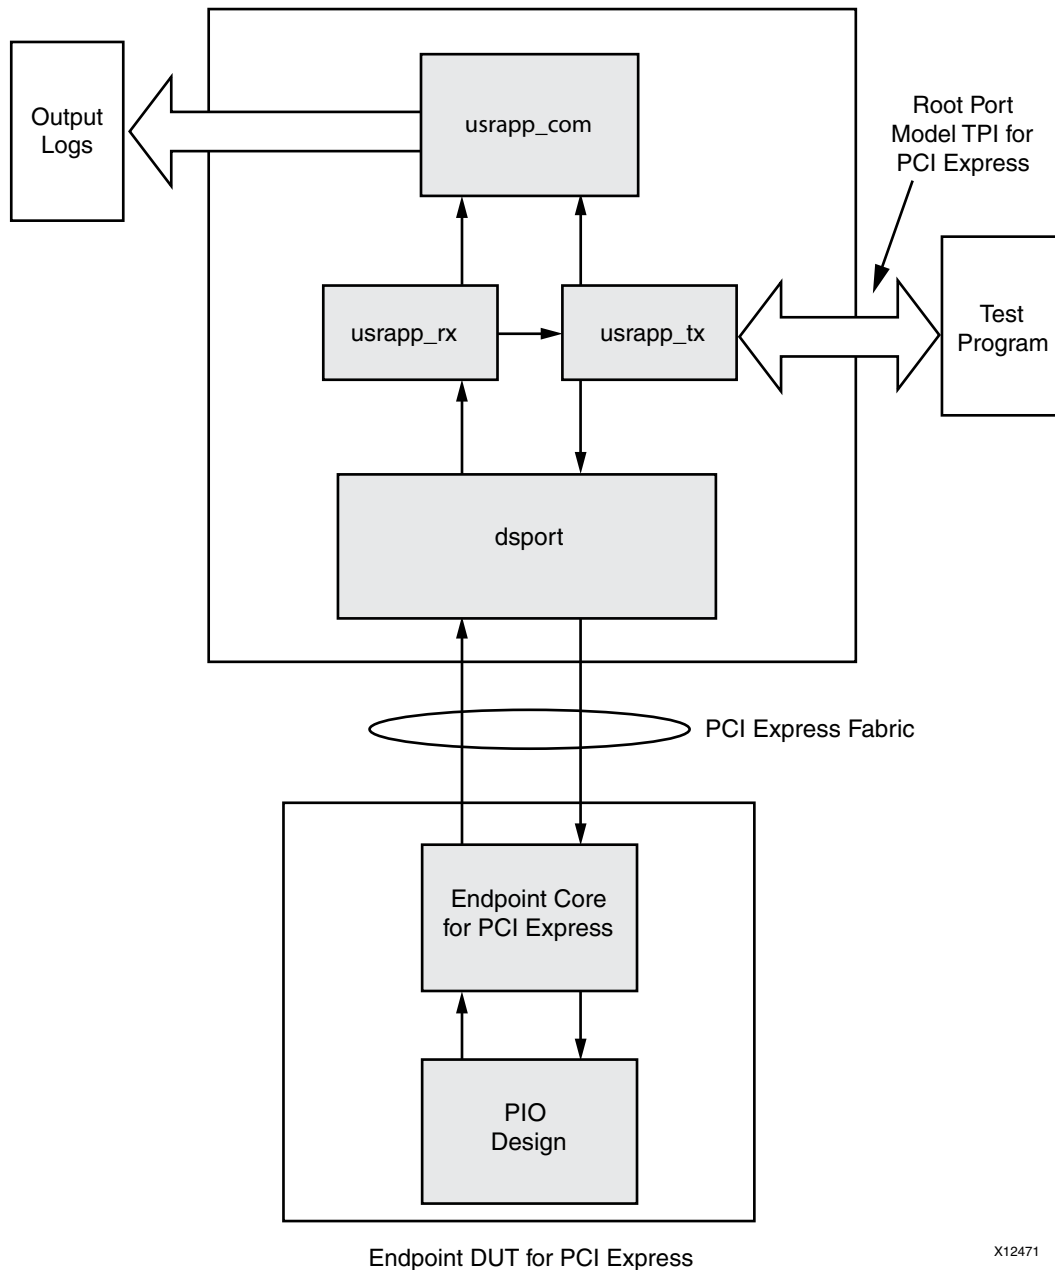 Output
Logs
usrapp_com
Root Port
Model TPI for
PCI Express
usrapp_rx
usrapp_tx
Test
Program
dsport
PCI Express Fabric
Endpoint Core
for PCI Express
PIO
Design
Endpoint DUT for PCI Express
X12471